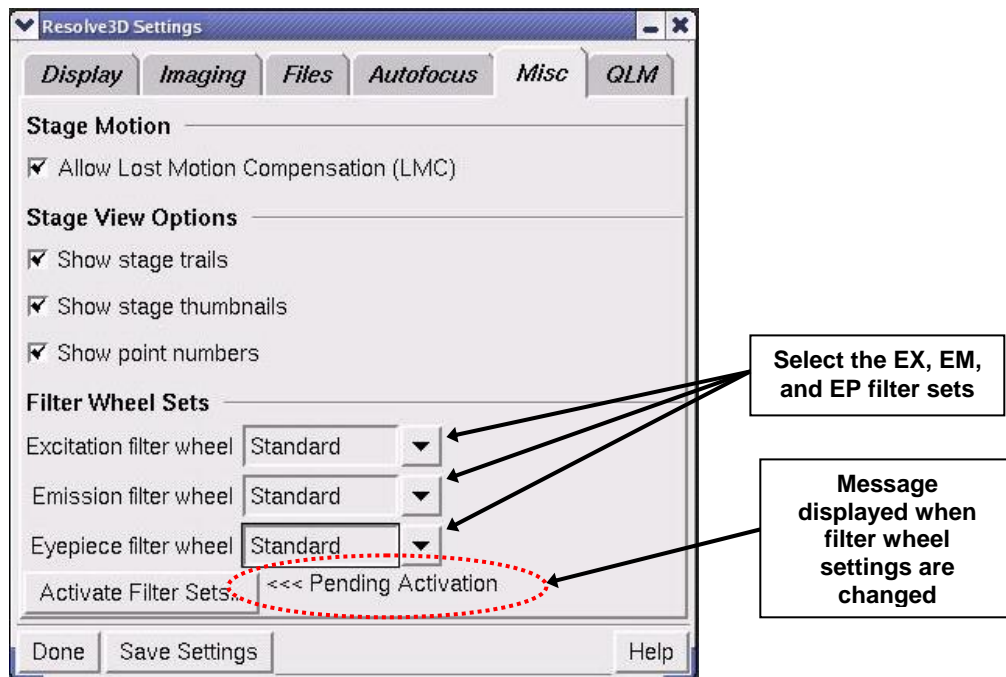 Resolve3D Settings
Display Imaging Files Autofocus Misc QLM
Stage Motion
Allow Lost Motion Compensation (LMC)
Stage View Options
Show stage trails
Show stage thumbnails
Show point numbers
Filter Wheel Sets
Excitation filter wheel Standard
Emission filter wheel Standard
Eyepiece filter wheel Standard
Activate Filter Sets... <<< Pending Activation
Done Save Settings Help
Select the EX, EM,
and EP filter sets
Message
displayed when
filter wheel
settings are
changed